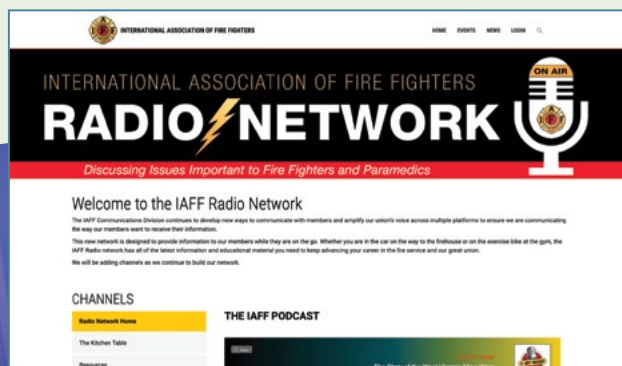 INTERNATIONAL ASSOCIATION OF FIRE FIGHTERS
HOME EVENTS NEWS LOGIN
ON AIR
INTERNATIONAL ASSOCIATION OF FIRE FIGHTERS
RADIO NETWORK
Discussing Issues Important to Fire Fighters and Paramedics
Welcome to the IAFF Radio Network
The IAFF Communications Division continues to develop new ways to communicate with members and amplify our union's voice across multiple platforms to ensure we are communicating
the way our members want to receive their information.
This new network is designed to provide information to our members while they are on the go. Whether you are in the car on the way to the firehouse or on the exercise bike at the gym, the
IAFF Radio network has all of the latest information and educational material you need to keep advancing your career in the fire service and our great union.
We will be adding channels as we continue to build our network.
CHANNELS
Radio Network Home
THE IAFF PODCAST
The Kitchen Table
Resources